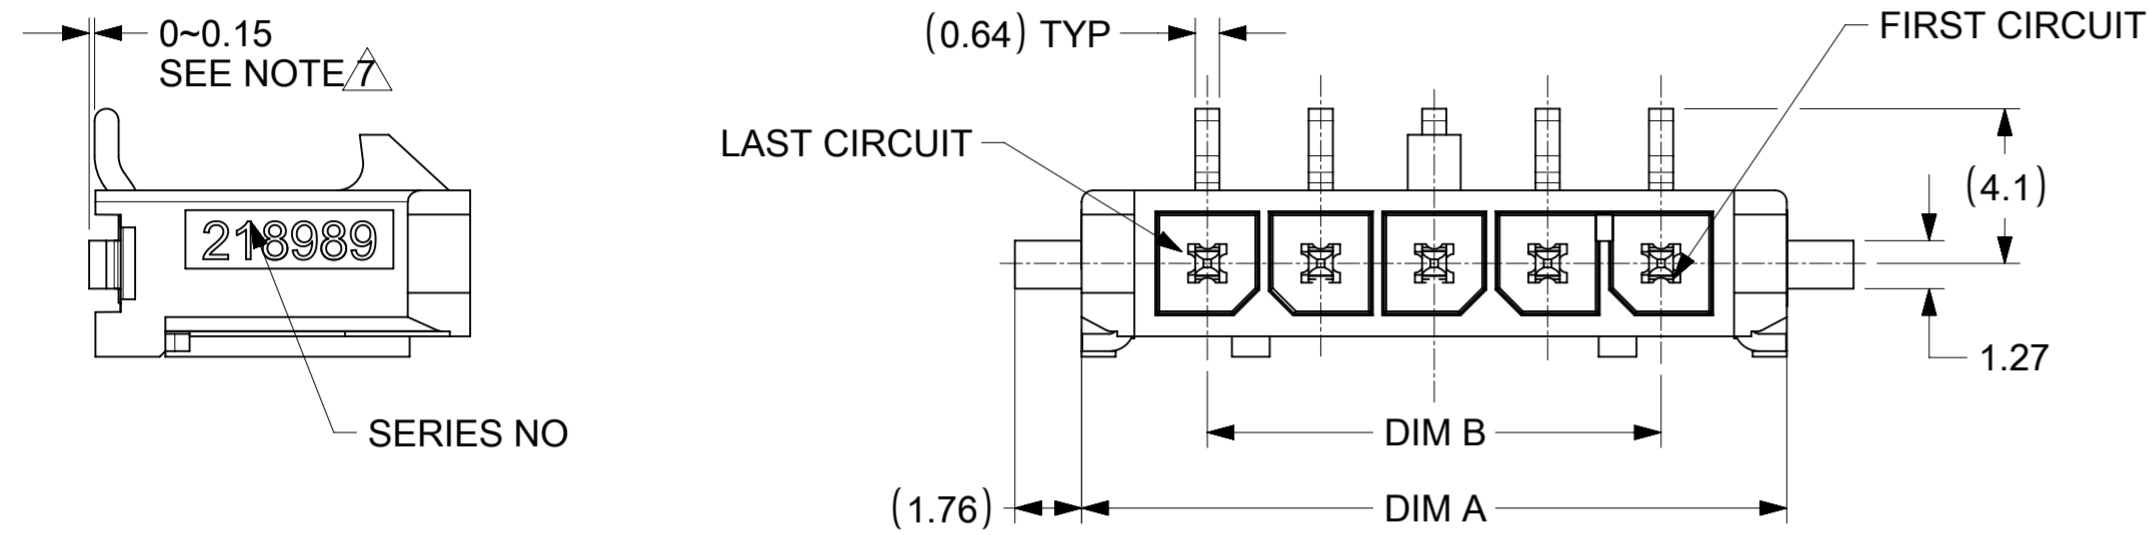 0~0.15
SEE NOTE 7
218989
SERIES NO
(0.64) TYP
FIRST CIRCUIT
LAST CIRCUIT
(4.1)
1.27
DIM B
(1.76)
DIM A